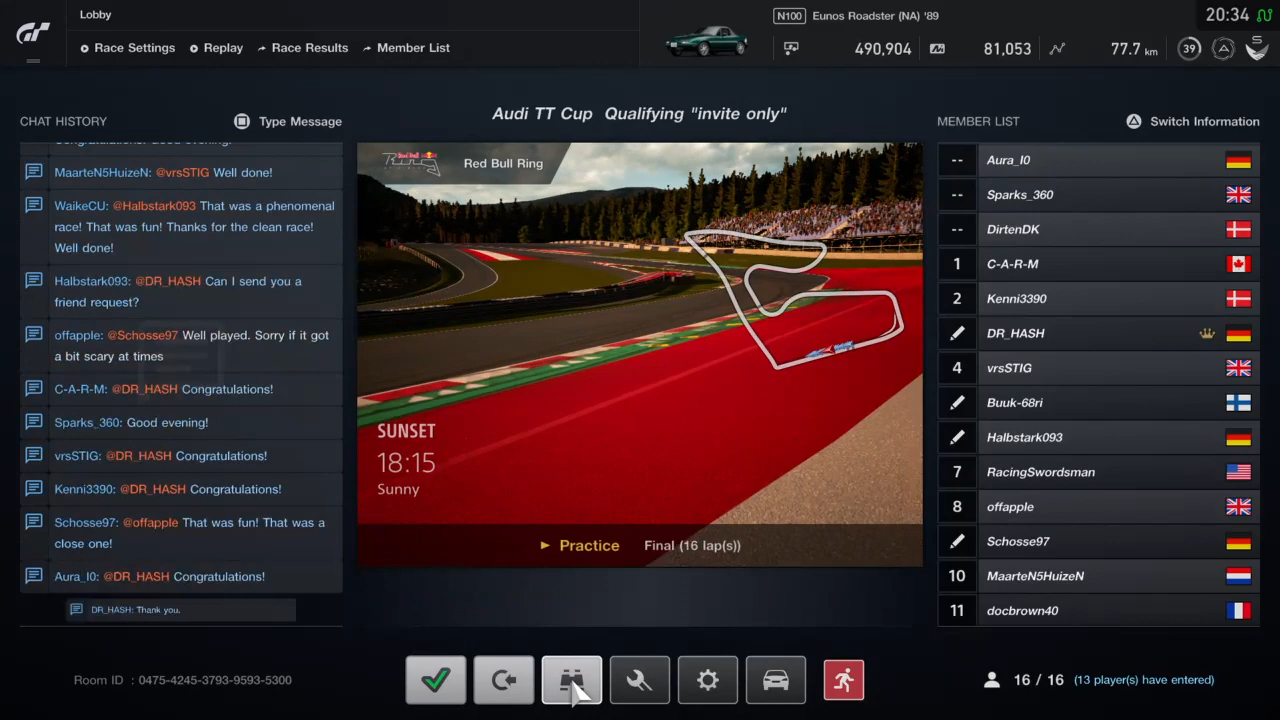 Lobby
Race Settings
Replay
Race Results
Member List
N100
Eunos Roadster (NA) '89
20:34
490,904
81,053
77.7 km
39
A
S
CHAT HISTORY
Type Message
Audi TT Cup Qualifying "invite only"
MEMBER LIST
Switch Information
MaarteN5HuizeN: @vrsSTIG Well done!
WaikeCU: @Halbstark093 That was a phenomenal
race! That was fun! Thanks for the clean race!
Well done!
Halbstark093: @DR_HASH Can I send you a
friend request?
offapple: @Schosse97 Well played. Sorry if it got
a bit scary at times
C-A-R-M: @DR_HASH Congratulations!
Sparks_360: Good evening!
vrsSTIG: @DR_HASH Congratulations!
Kenni3390: @DR_HASH Congratulations!
Schosse97: @offapple That was fun! That was a
close one!
Aura_I0: @DR_HASH Congratulations!
DR_HASH: Thank you.
Red Bull
Ring
Red Bull Ring
SUNSET
18:15
Sunny
Practice
Final (16 lap(s))
-- Aura_I0
-- Sparks_360
-- DirtenDK
1 C-A-R-M
2 Kenni3390
DR_HASH
4 vrsSTIG
Buuk-68ri
Halbstark093
7 RacingSwordsman
8 offapple
Schosse97
10 MaarteN5HuizeN
11 docbrown40
Room ID : 0475-4245-3793-9593-5300
16 / 16 (13 player(s) have entered)